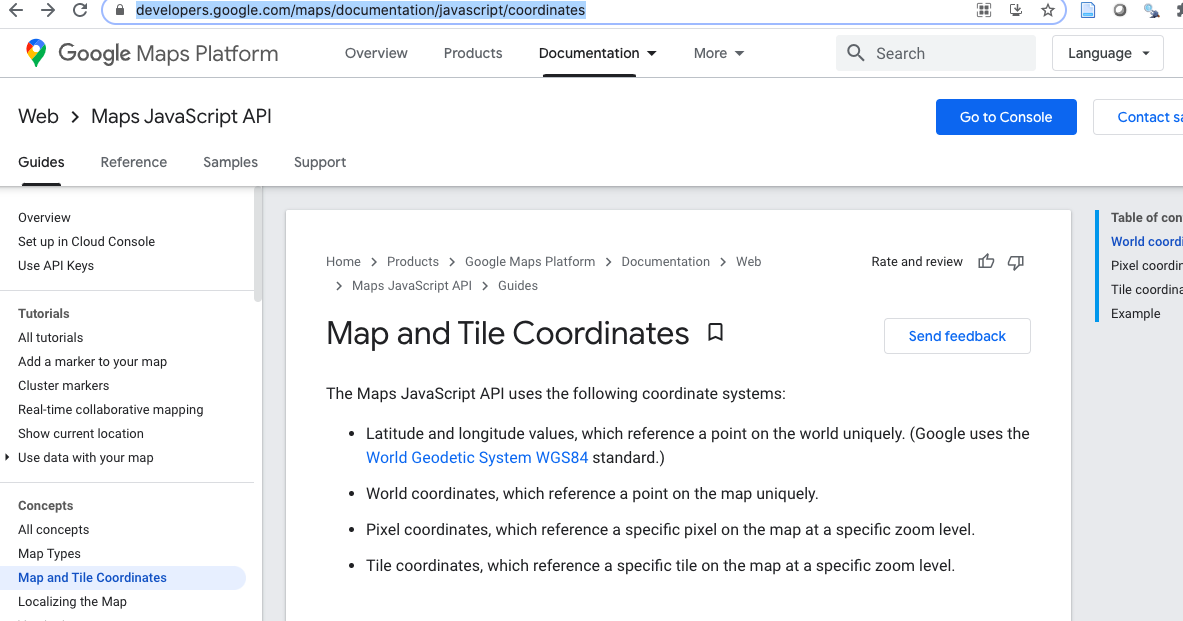 developers.google.com/maps/documentation/javascript/coordinates
Google Maps Platform Overview Products Documentation More Search Language
Web Maps JavaScript API
Go to Console Contact sa
Guides Reference Samples Support
Overview
Set up in Cloud Console
Use API Keys
Tutorials
All tutorials
Add a marker to your map
Cluster markers
Real-time collaborative mapping
Show current location
Use data with your map
Concepts
All concepts
Map Types
Map and Tile Coordinates
Localizing the Map
Home Products Google Maps Platform Documentation Web
Maps JavaScript API Guides
Rate and review
Map and Tile Coordinates
Send feedback
The Maps JavaScript API uses the following coordinate systems:
• Latitude and longitude values, which reference a point on the world uniquely. (Google uses the
World Geodetic System WGS84 standard.)
• World coordinates, which reference a point on the map uniquely.
• Pixel coordinates, which reference a specific pixel on the map at a specific zoom level.
• Tile coordinates, which reference a specific tile on the map at a specific zoom level.
Table of con
World coordi
Pixel coordin
Tile coordina
Example